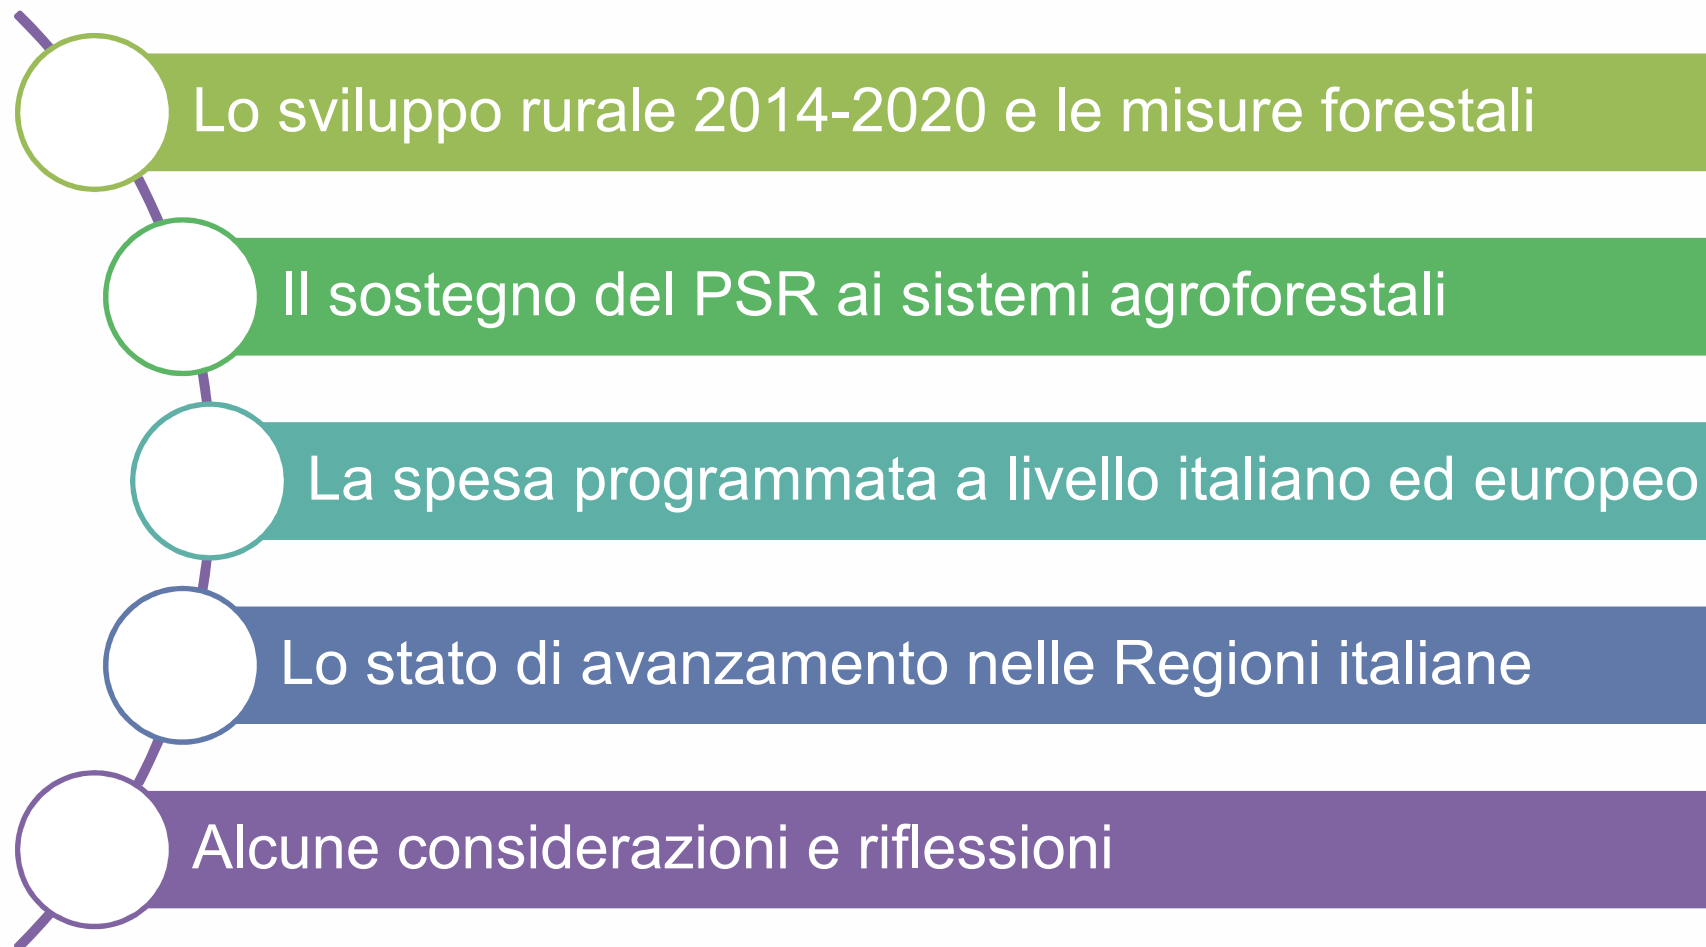 Lo sviluppo rurale 2014-2020 e le misure forestali
Il sostegno del PSR ai sistemi agroforestali
La spesa programmata a livello italiano ed europeo
Lo stato di avanzamento nelle Regioni italiane
Alcune considerazioni e riflessioni